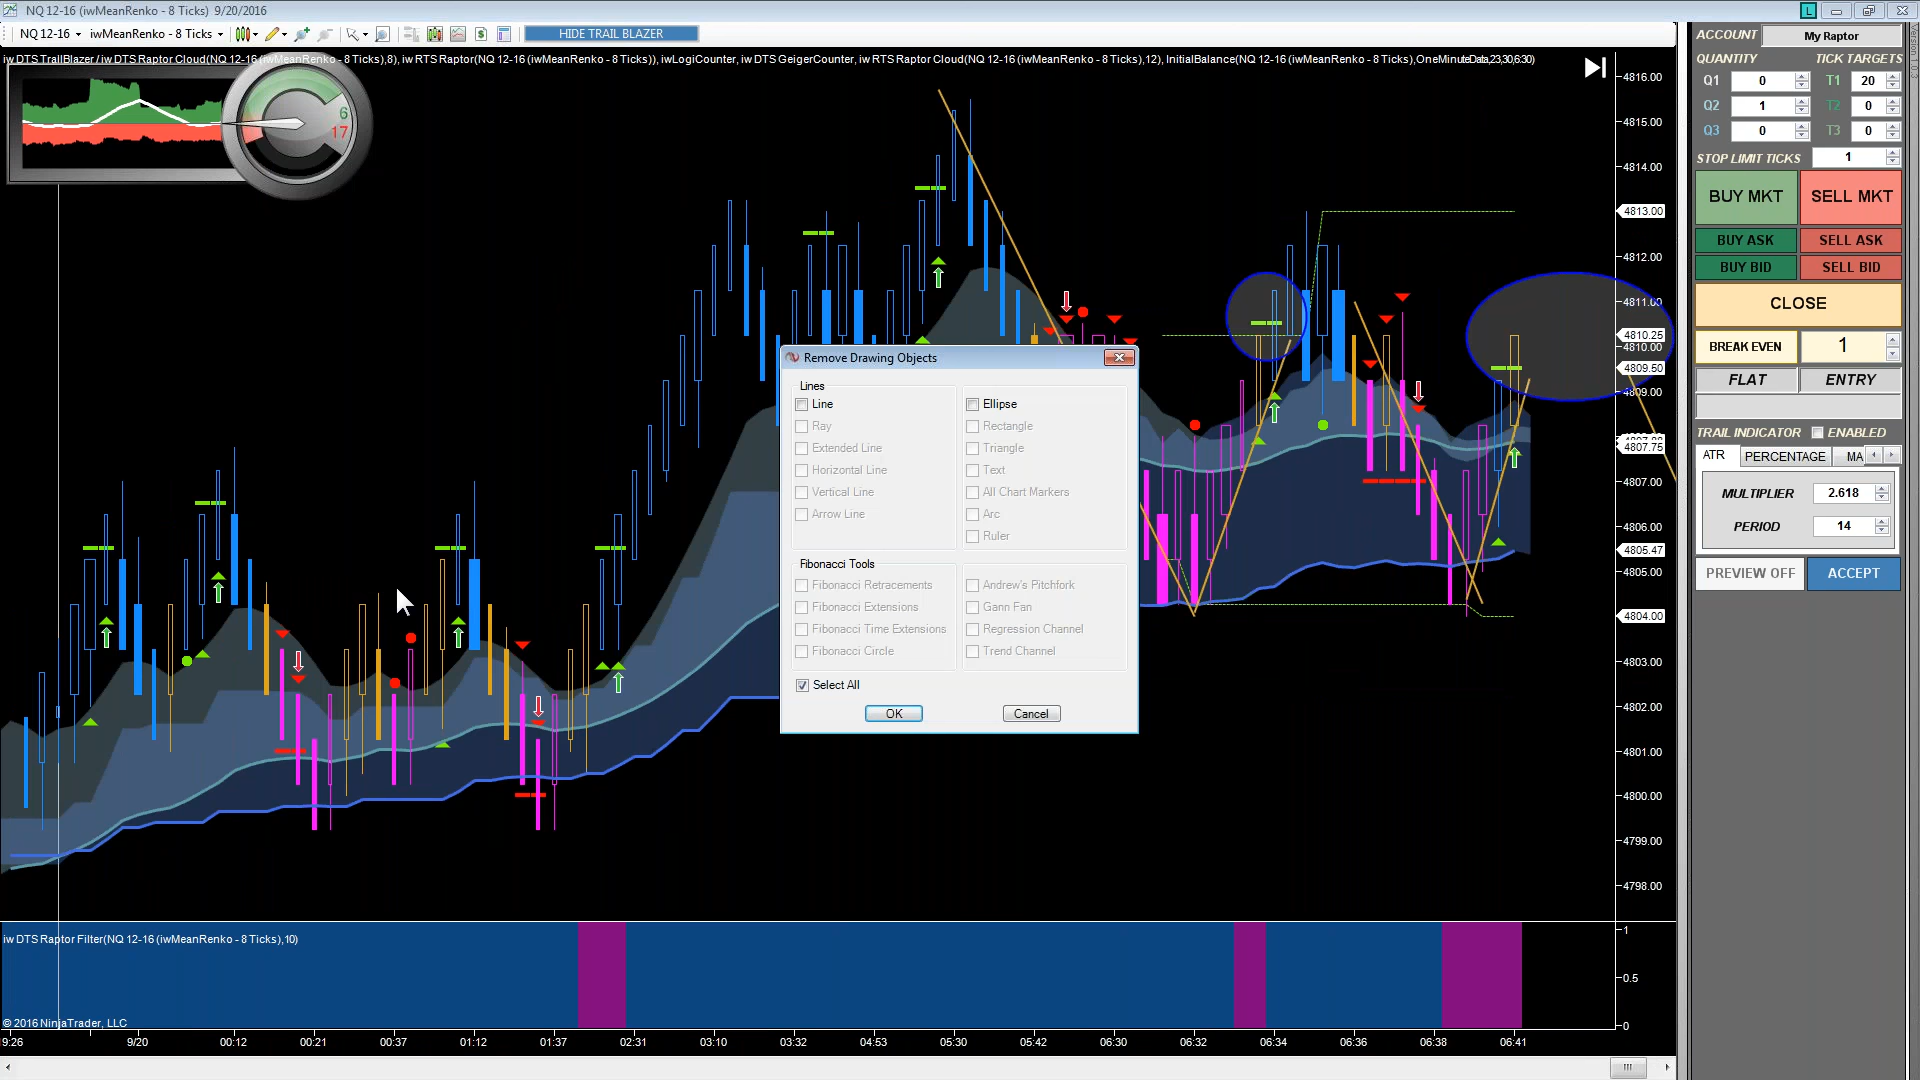 NQ 12-16 (iwMeanRenko - 8 Ticks)  9/20/2016
NQ 12-16  iwMeanRenko - 8 Ticks
HIDE TRAIL BLAZER
iw DTS TrailBlazer / iw DTS Raptor Cloud(NQ 12-16 (iwMeanRenko - 8 Ticks),8), iw RTS Raptor(NQ 12-16 (iwMeanRenko - 8 Ticks)), iwLogiCounter, iw DTS GeigerCounter, iw RTS Raptor Cloud(NQ 12-16 (iwMeanRenko - 8 Ticks),12), InitialBalance(NQ 12-16 (iwMeanRenko - 8 Ticks),OneMinuteData,23,30,6:30)
6
17
4816.00
4815.00
4814.00
4813.00
4812.00
4811.00
4810.25
4810.00
4809.50
4809.00
4807.75
4807.00
4806.00
4805.47
4805.00
4804.00
4803.00
4802.00
4801.00
4800.00
4799.00
4798.00
Remove Drawing Objects
Lines
Line
Ray
Extended Line
Horizontal Line
Vertical Line
Arrow Line
Ellipse
Rectangle
Triangle
Text
All Chart Markers
Arc
Ruler
Fibonacci Tools
Fibonacci Retracements
Fibonacci Extensions
Fibonacci Time Extensions
Fibonacci Circle
Andrew's Pitchfork
Gann Fan
Regression Channel
Trend Channel
Select All
OK  Cancel
iw DTS Raptor Filter(NQ 12-16 (iwMeanRenko - 8 Ticks),10)
1
0.5
0
© 2016 NinjaTrader, LLC
9:26  9/20  00:12  00:21  00:37  01:12  01:37  02:31  03:10  03:32  04:53  05:30  05:42  06:30  06:32  06:34  06:36  06:38  06:41
L
Version 1.0.3
ACCOUNT  My Raptor
QUANTITY  TICK TARGETS
Q1  0  T1  20
Q2  1  T2  0
Q3  0  T3  0
STOP LIMIT TICKS  1
BUY MKT  SELL MKT
BUY ASK  SELL ASK
BUY BID  SELL BID
CLOSE
BREAK EVEN  1
FLAT  ENTRY
TRAIL INDICATOR  ENABLED
ATR  PERCENTAGE  MA
MULTIPLIER  2.618
PERIOD  14
PREVIEW OFF  ACCEPT